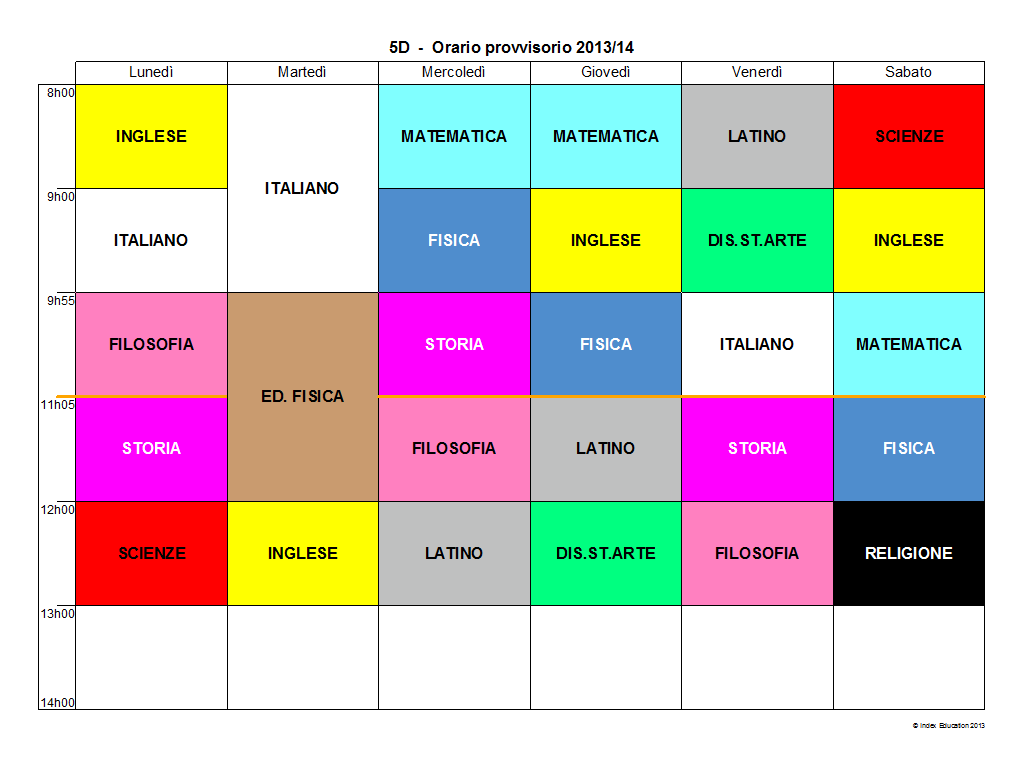 5D - Orario provvisorio 2013/14
Lunedì Martedì Mercoledì Giovedì Venerdì Sabato
8h00
INGLESE MATEMATICA MATEMATICA LATINO SCIENZE
ITALIANO
9h00
ITALIANO FISICA INGLESE DIS.ST.ARTE INGLESE
9h55
FILOSOFIA STORIA FISICA ITALIANO MATEMATICA
ED. FISICA
11h05
STORIA FILOSOFIA LATINO STORIA FISICA
12h00
SCIENZE INGLESE LATINO DIS.ST.ARTE FILOSOFIA RELIGIONE
13h00
14h00
© Index Education 2013